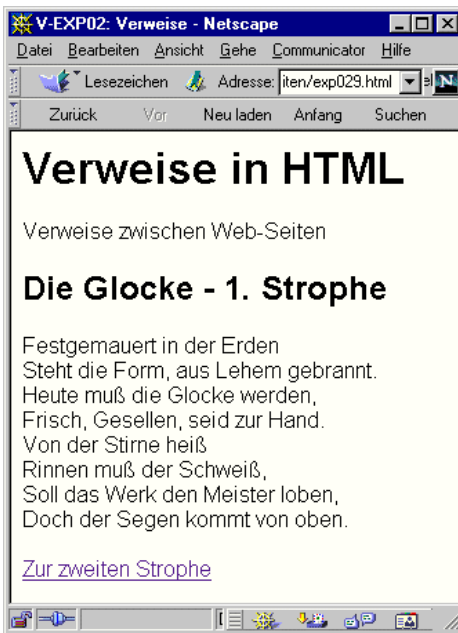 V-EXP02: Verweise - Netscape
Datei Bearbeiten Ansicht Gehe Communicator Hilfe
Lesezeichen Adresse: iten/exp029.html el N
Zurück Vor Neu laden Anfang Suchen
Verweise in HTML
Verweise zwischen Web-Seiten
Die Glocke - 1. Strophe
Festgemauert in der Erden
Steht die Form, aus Lehem gebrannt.
Heute muß die Glocke werden,
Frisch, Gesellen, seid zur Hand.
Von der Stirne heiß
Rinnen muß der Schweiß,
Soll das Werk den Meister loben,
Doch der Segen kommt von oben.
Zur zweiten Strophe